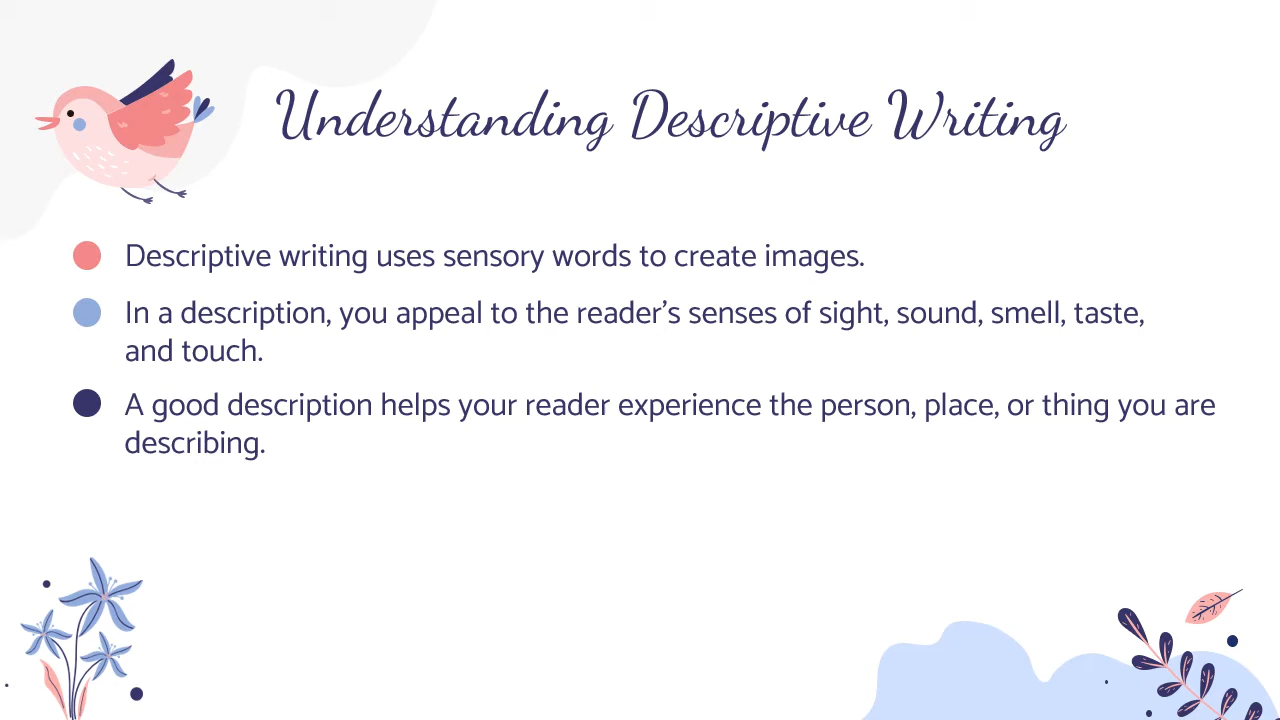 Understanding Descriptive Writing
Descriptive writing uses sensory words to create images.
In a description, you appeal to the reader’s senses of sight, sound, smell, taste,
and touch.
A good description helps your reader experience the person, place, or thing you are
describing.